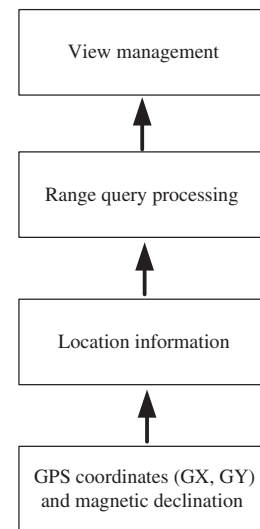 View management
Range query processing
Location information
GPS coordinates (GX, GY)
and magnetic declination